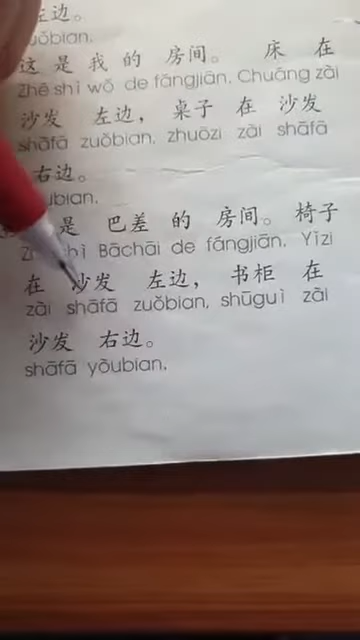 左边。
uǒbian.
这 是 我 的 房间。 床 在
Zhè shì wǒ de fángjiān. Chuáng zài
沙发 左边， 桌子 在 沙发
shāfā zuǒbian, zhuōzi zài shāfā
右边。
ubian.
是 巴差 的 房间。 椅子
Zh shì Bāchāi de fángjiān. Yǐzi
在 沙发 左边， 书柜 在
zài shāfā zuǒbian, shūguì zài
沙发 右边。
shāfā yòubian.